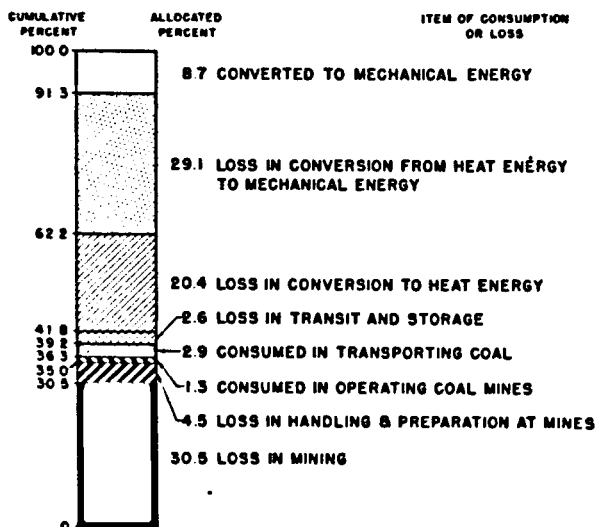 CUMULATIVE PERCENT
ALLOCATED PERCENT
ITEM OF CONSUMPTION OR LOSS
100 0
8.7 CONVERTED TO MECHANICAL ENERGY
91 3
29.1 LOSS IN CONVERSION FROM HEAT ENERGY
TO MECHANICAL ENERGY
62 2
20.4 LOSS IN CONVERSION TO HEAT ENERGY
2.6 LOSS IN TRANSIT AND STORAGE
41 8
39 2
2.9 CONSUMED IN TRANSPORTING COAL
36 3
35 0
1.3 CONSUMED IN OPERATING COAL MINES
30 5
4.5 LOSS IN HANDLING & PREPARATION AT MINES
30.5 LOSS IN MINING
0